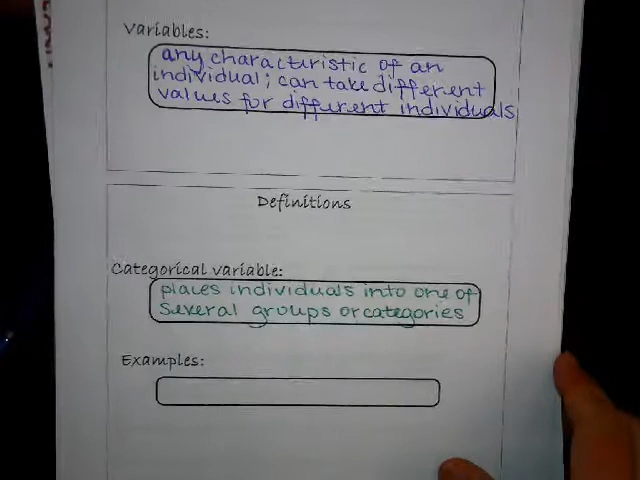 Variables:
any characteristic of an
individual; can take different
values for different individuals
Definitions
Categorical variable:
places individuals into one of
several groups or categories
Examples: